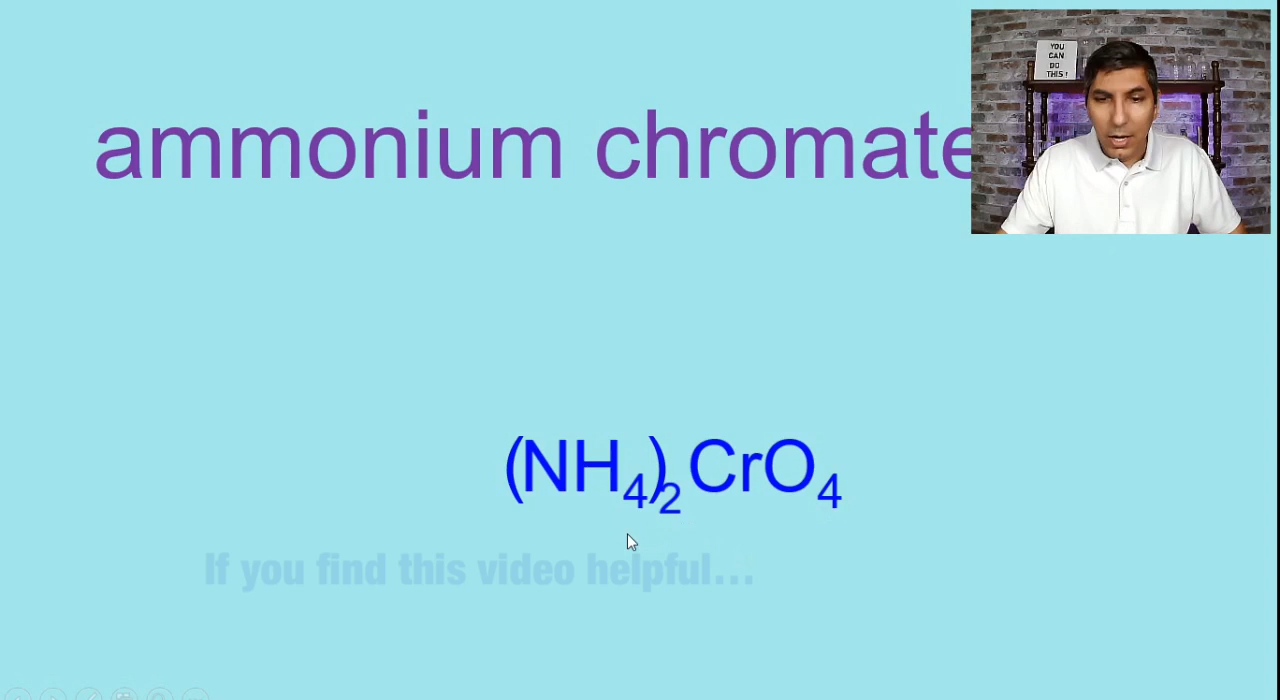 YOU
CAN
DO
THIS!
ammonium chromate
(NH₄)₂CrO₄
If you find this video helpful...